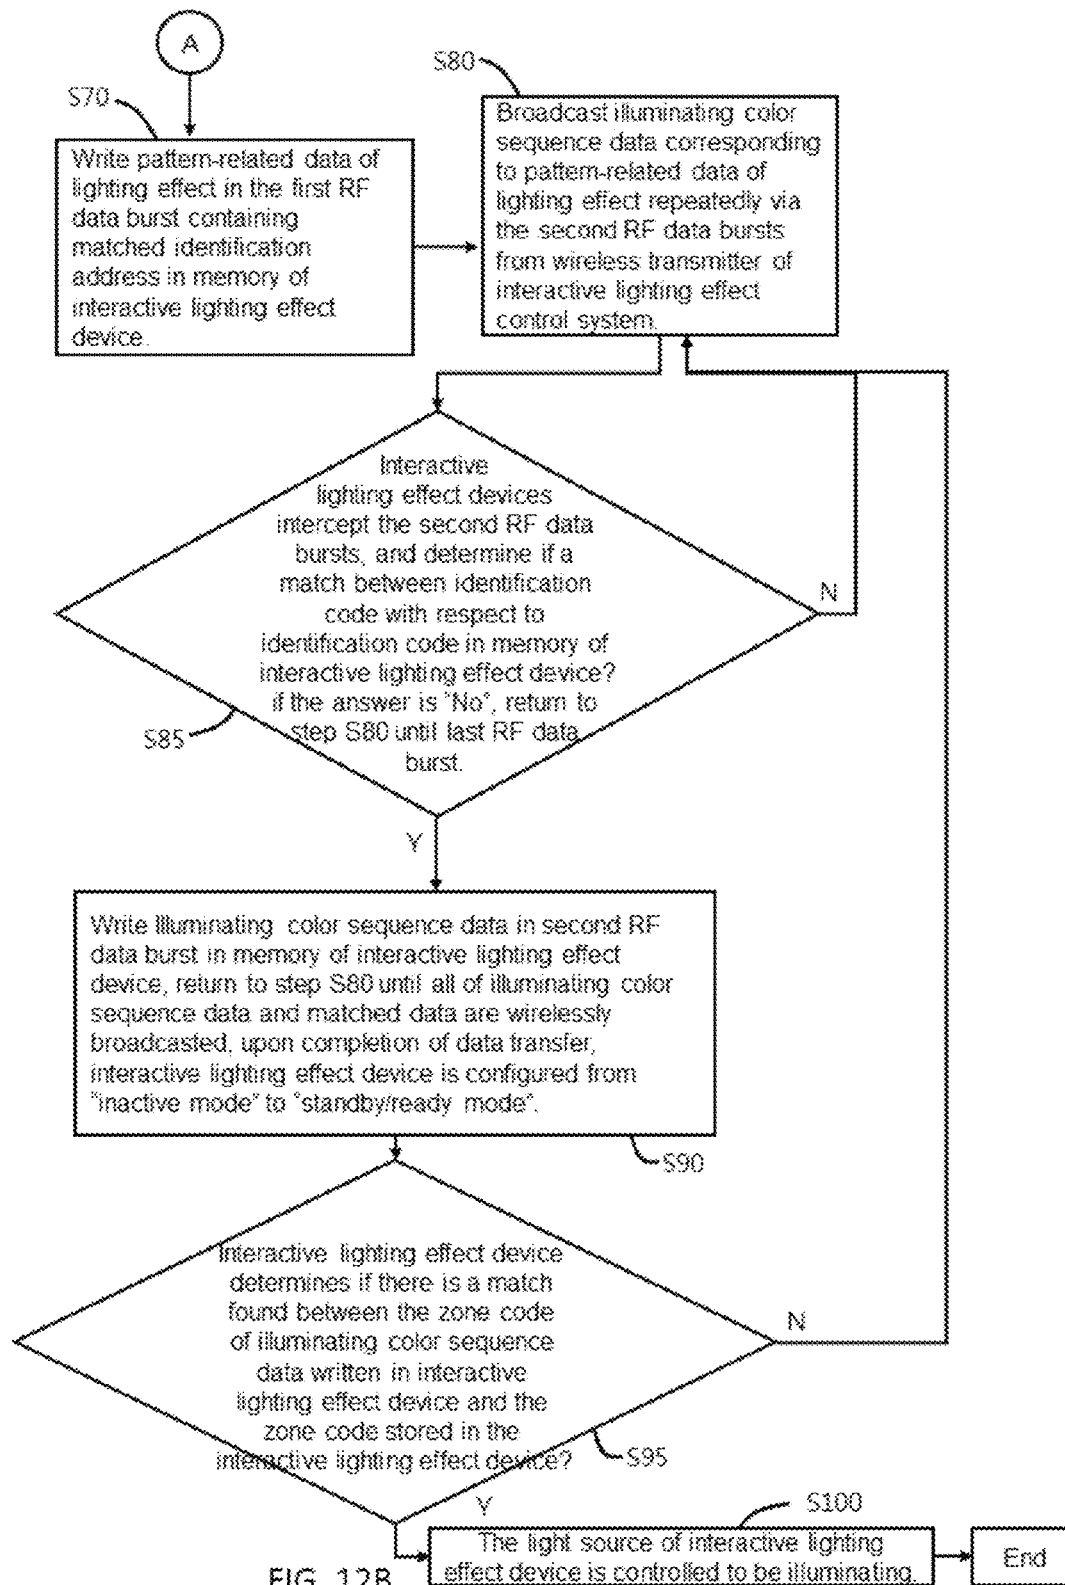 A
S70
Write pattern-related data of
lighting effect in the first RF
data burst containing
matched identification
address in memory of
interactive lighting effect
device.
S80
Broadcast illuminating color
sequence data corresponding
to pattern-related data of
lighting effect repeatedly via
the second RF data bursts
from wireless transmitter of
interactive lighting effect
control system.
Interactive
lighting effect devices
intercept the second RF data
bursts, and determine if a
match between identification
code with respect to
identification code in memory of
interactive lighting effect device?
if the answer is "No", return to
step S80 until last RF data
burst.
N
S85
Y
Write Illuminating color sequence data in second RF
data burst in memory of interactive lighting effect
device, return to step S80 until all of illuminating color
sequence data and matched data are wirelessly
broadcasted, upon completion of data transfer,
interactive lighting effect device is configured from
"inactive mode" to "standby/ready mode".
S90
Interactive lighting effect device
determines if there is a match
found between the zone code
of illuminating color sequence
data written in interactive
lighting effect device and the
zone code stored in the
interactive lighting effect device?
N
S95
Y
S100
The light source of interactive lighting
effect device is controlled to be illuminating.
End
FIG. 12B